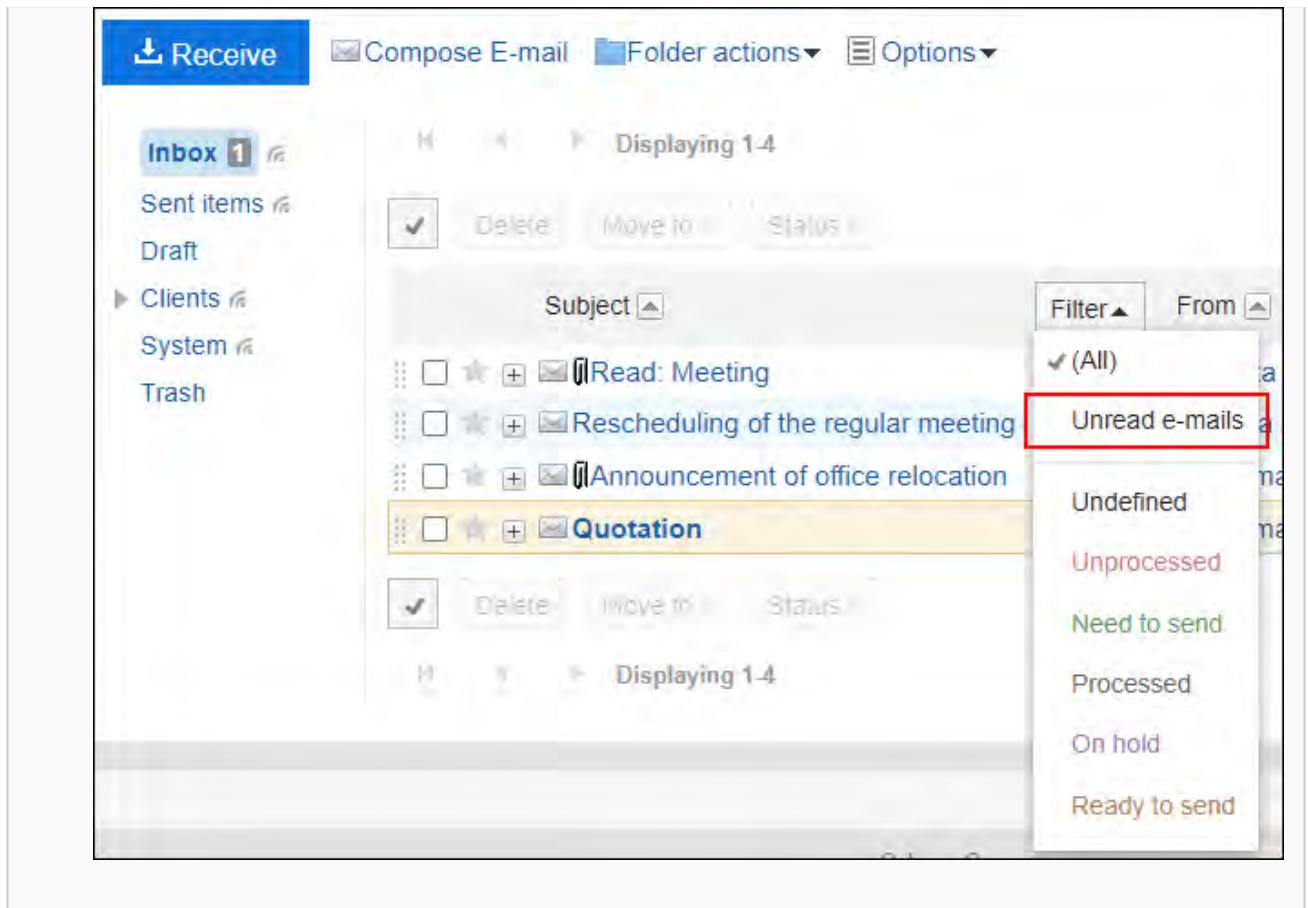 Receive Compose E-mail Folder actions Options
Inbox 1
Sent items
Draft
Clients
System
Trash
Displaying 1-4
Delete Move to Status
Subject Filter From
Read: Meeting
Rescheduling of the regular meeting
Announcement of office relocation
Quotation
Delete Move to Status
Displaying 1-4
(All)
Unread e-mails
Undefined
Unprocessed
Need to send
Processed
On hold
Ready to send